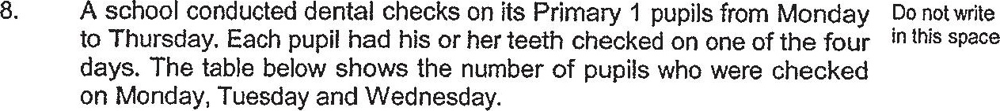 8. A school conducted dental checks on its Primary 1 pupils from Monday Do not write
to Thursday. Each pupil had his or her teeth checked on one of the four in this space
days. The table below shows the number of pupils who were checked
on Monday, Tuesday and Wednesday.